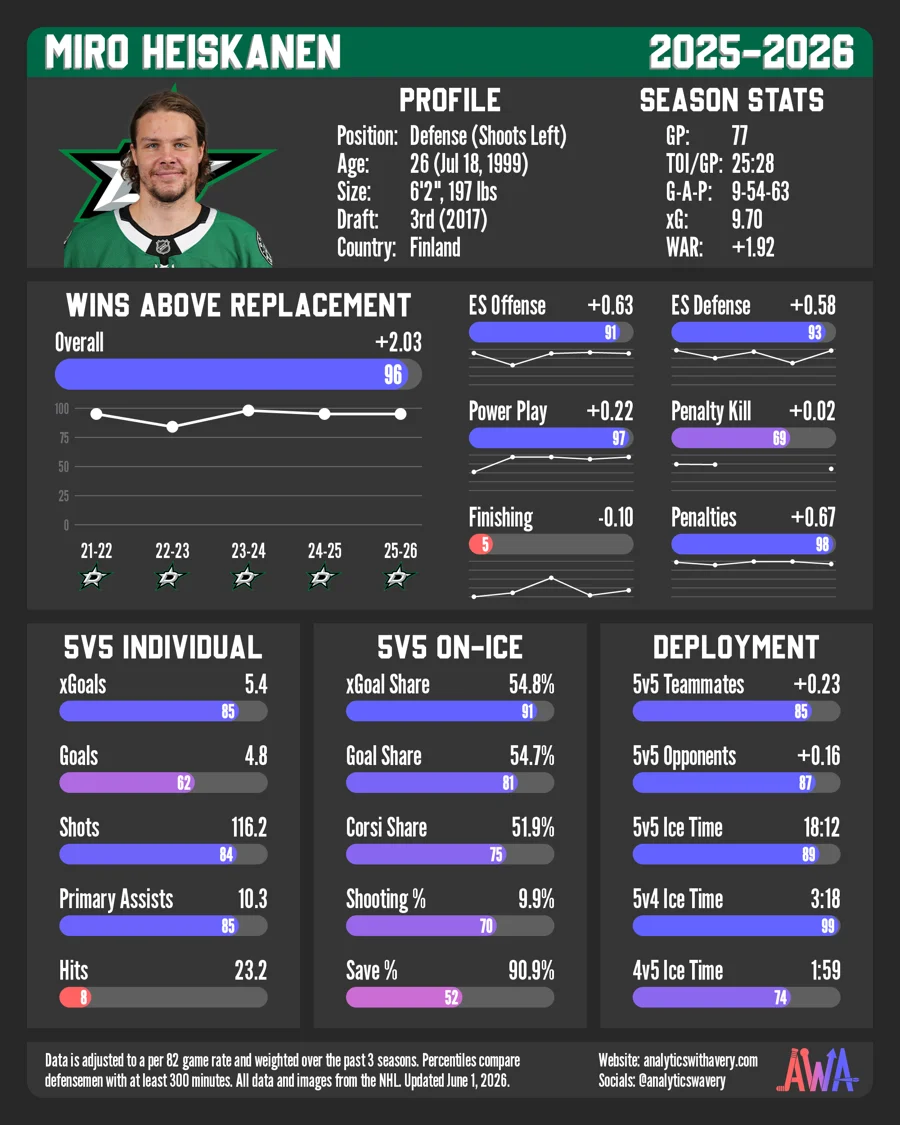 MIRO HEISKANEN 2025-2026
PROFILE
Position: Defense (Shoots Left)
Age: 26 (Jul 18, 1999)
Size: 6'2", 197 lbs
Draft: 3rd (2017)
Country: Finland
SEASON STATS
GP: 77
TOI/GP: 25:28
G-A-P: 9-54-63
xG: 9.70
WAR: +1.92
WINS ABOVE REPLACEMENT
Overall +2.03
96
100
75
50
25
0
21-22 22-23 23-24 24-25 25-26
ES Offense +0.63
91
ES Defense +0.58
93
Power Play +0.22
97
Penalty Kill +0.02
69
Finishing -0.10
5
Penalties +0.67
98
5V5 INDIVIDUAL
xGoals 5.4
85
Goals 4.8
62
Shots 116.2
84
Primary Assists 10.3
85
Hits 23.2
8
5V5 ON-ICE
xGoal Share 54.8%
91
Goal Share 54.7%
81
Corsi Share 51.9%
75
Shooting % 9.9%
70
Save % 90.9%
52
DEPLOYMENT
5v5 Teammates +0.23
85
5v5 Opponents +0.16
87
5v5 Ice Time 18:12
89
5v4 Ice Time 3:18
99
4v5 Ice Time 1:59
74
Data is adjusted to a per 82 game rate and weighted over the past 3 seasons. Percentiles compare
defensemen with at least 300 minutes. All data and images from the NHL. Updated June 1, 2026.
Website: analyticswithavery.com
Socials: @analyticswavery
AWA